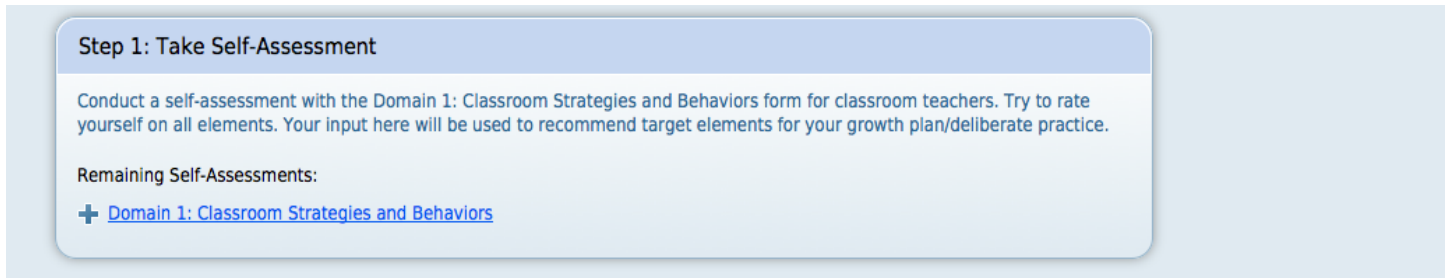 Step 1: Take Self-Assessment
Conduct a self-assessment with the Domain 1: Classroom Strategies and Behaviors form for classroom teachers. Try to rate
yourself on all elements. Your input here will be used to recommend target elements for your growth plan/deliberate practice.
Remaining Self-Assessments:
Domain 1: Classroom Strategies and Behaviors